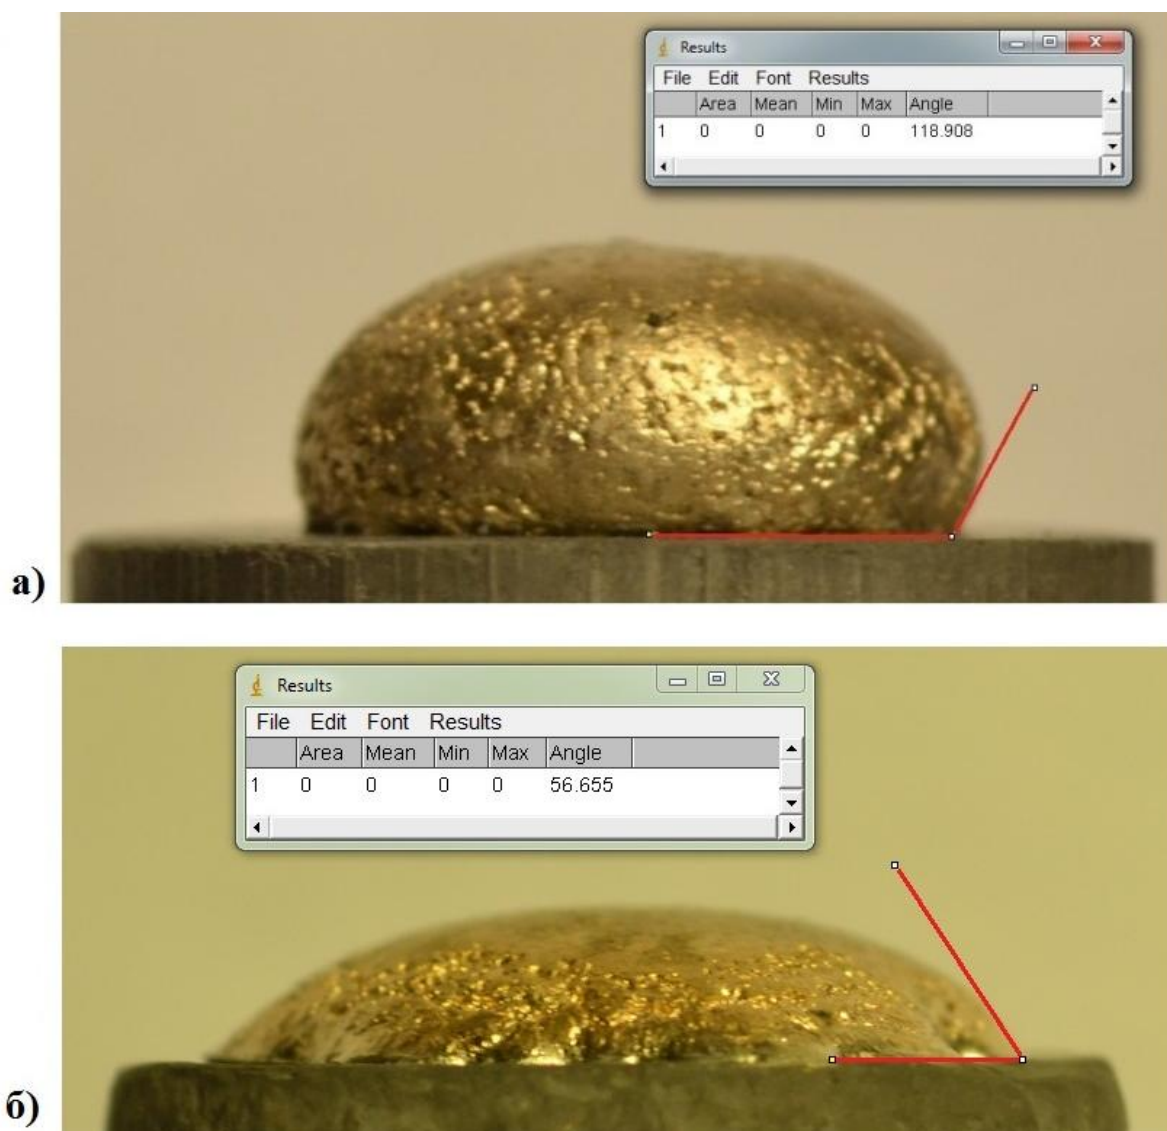 Results
File Edit Font Results
Area Mean Min Max Angle
1 0 0 0 0 118.908
а)
Results
File Edit Font Results
Area Mean Min Max Angle
1 0 0 0 0 56.655
б)